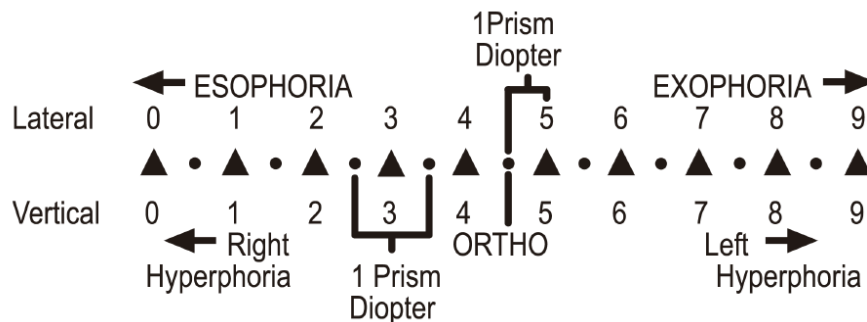 1Prism
Diopter
ESOPHORIA EXOPHORIA
Lateral 0 1 2 3 4 5 6 7 8 9
Vertical 0 1 2 3 4 5 6 7 8 9
Right ORTHO Left
Hyperphoria Hyperphoria
1 Prism
Diopter